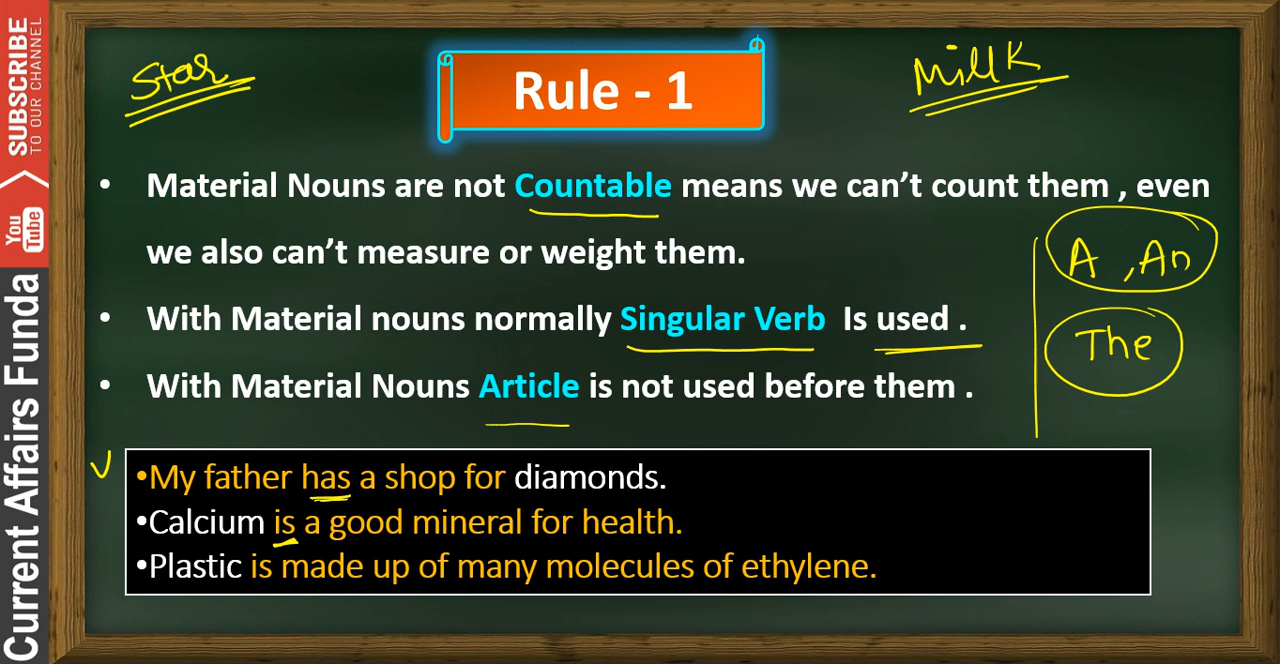 SUBSCRIBE
TO OUR CHANNEL
You
Tube
Current Affairs Funda
Star
Rule - 1
Millk
• Material Nouns are not Countable means we can’t count them , even
we also can’t measure or weight them.
A , An
• With Material nouns normally Singular Verb Is used .
The
• With Material Nouns Article is not used before them .
•My father has a shop for diamonds.
•Calcium is a good mineral for health.
•Plastic is made up of many molecules of ethylene.